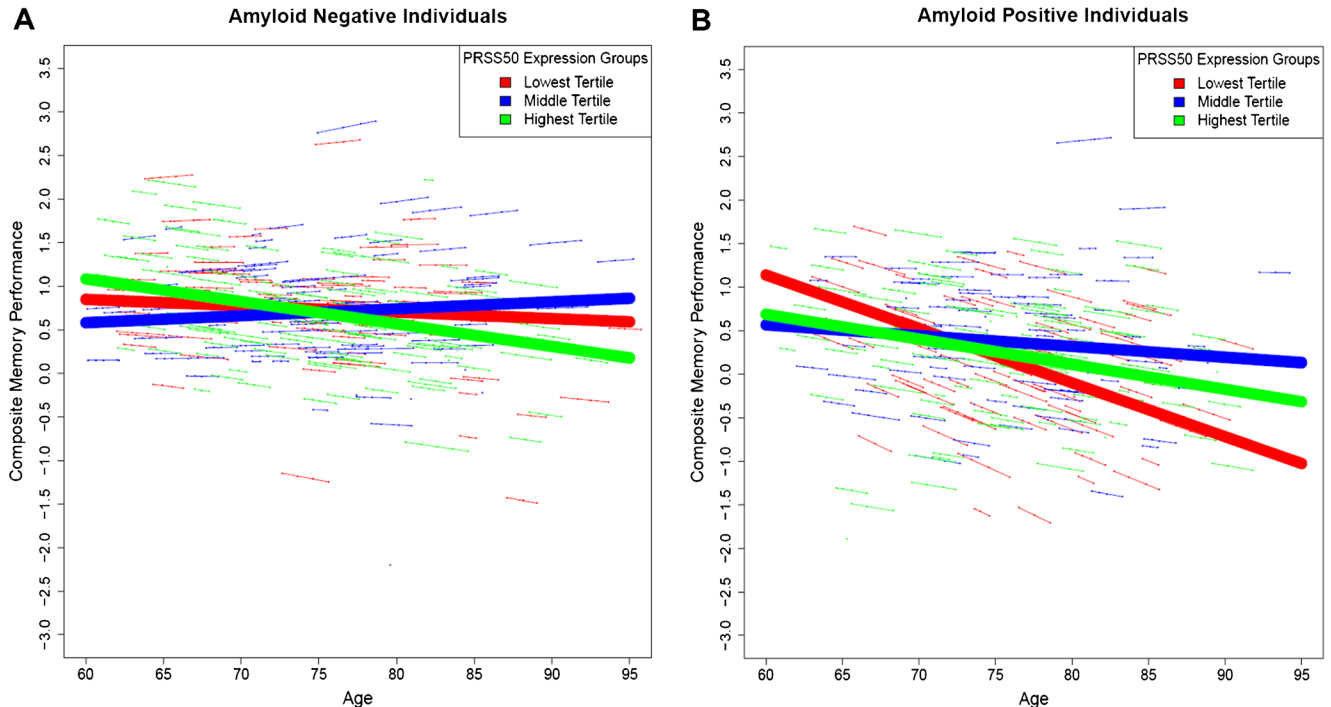 A
Amyloid Negative Individuals
PRSS50 Expression Groups
Lowest Tertile
Middle Tertile
Highest Tertile
Composite Memory Performance
3.5
3.0
2.5
2.0
1.5
1.0
0.5
0.0
−0.5
−1.0
−1.5
−2.0
−2.5
−3.0
60 65 70 75 80 85 90 95
Age
B
Amyloid Positive Individuals
PRSS50 Expression Groups
Lowest Tertile
Middle Tertile
Highest Tertile
Composite Memory Performance
3.5
3.0
2.5
2.0
1.5
1.0
0.5
0.0
−0.5
−1.0
−1.5
−2.0
−2.5
−3.0
60 65 70 75 80 85 90 95
Age